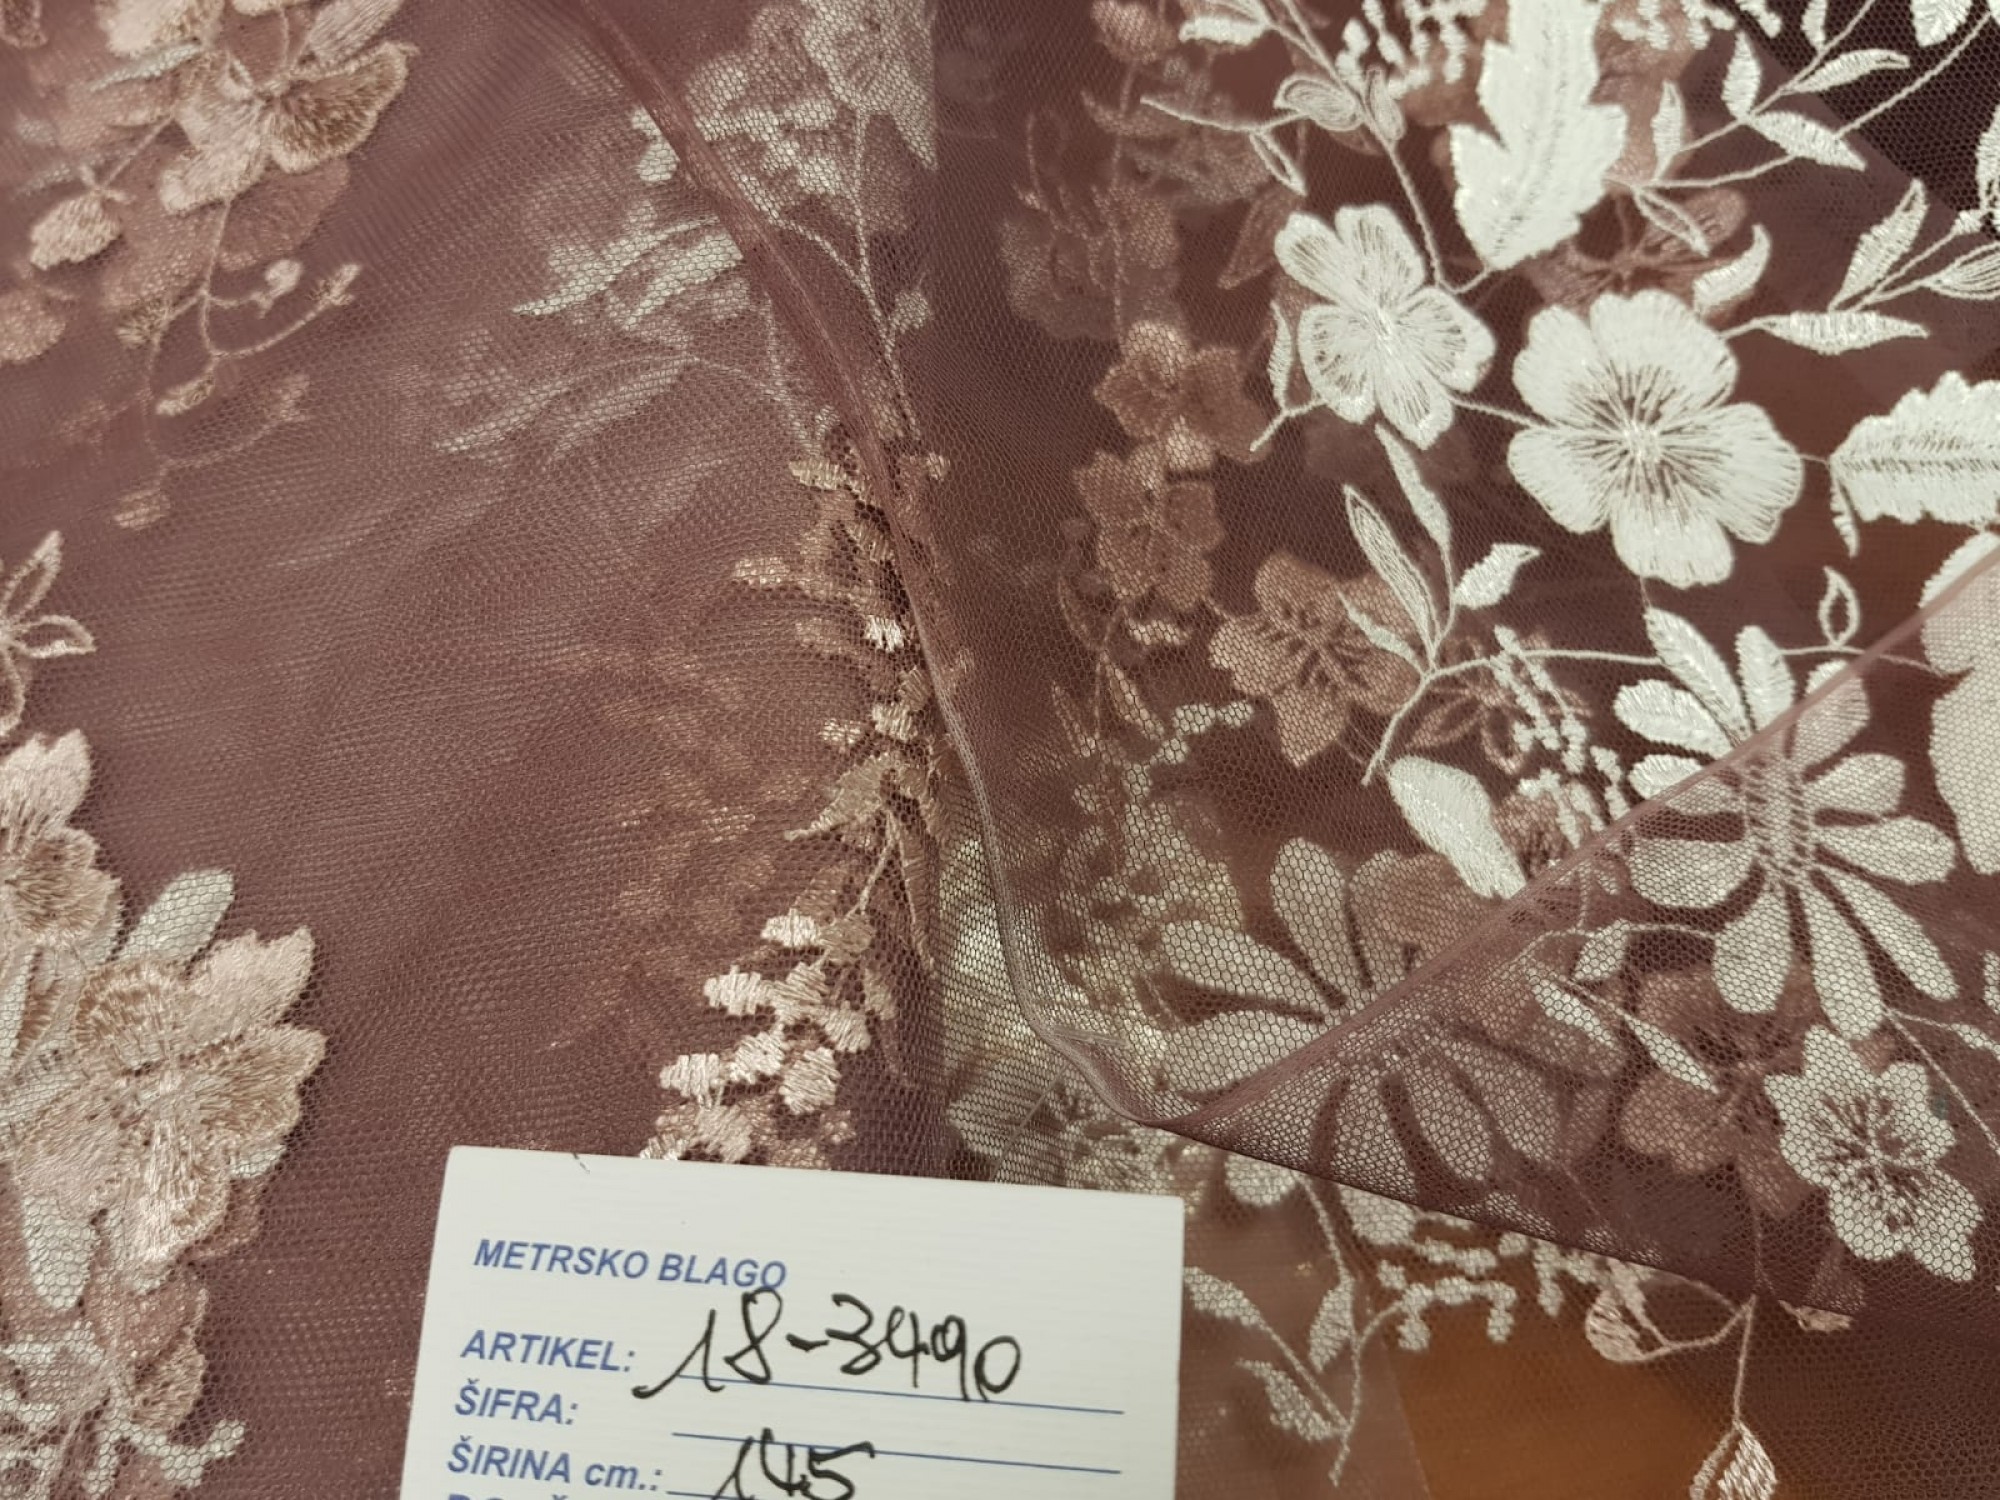 METRSKO BLAGO
ARTIKEL: 18-3490
ŠIFRA:
ŠIRINA cm.: 145